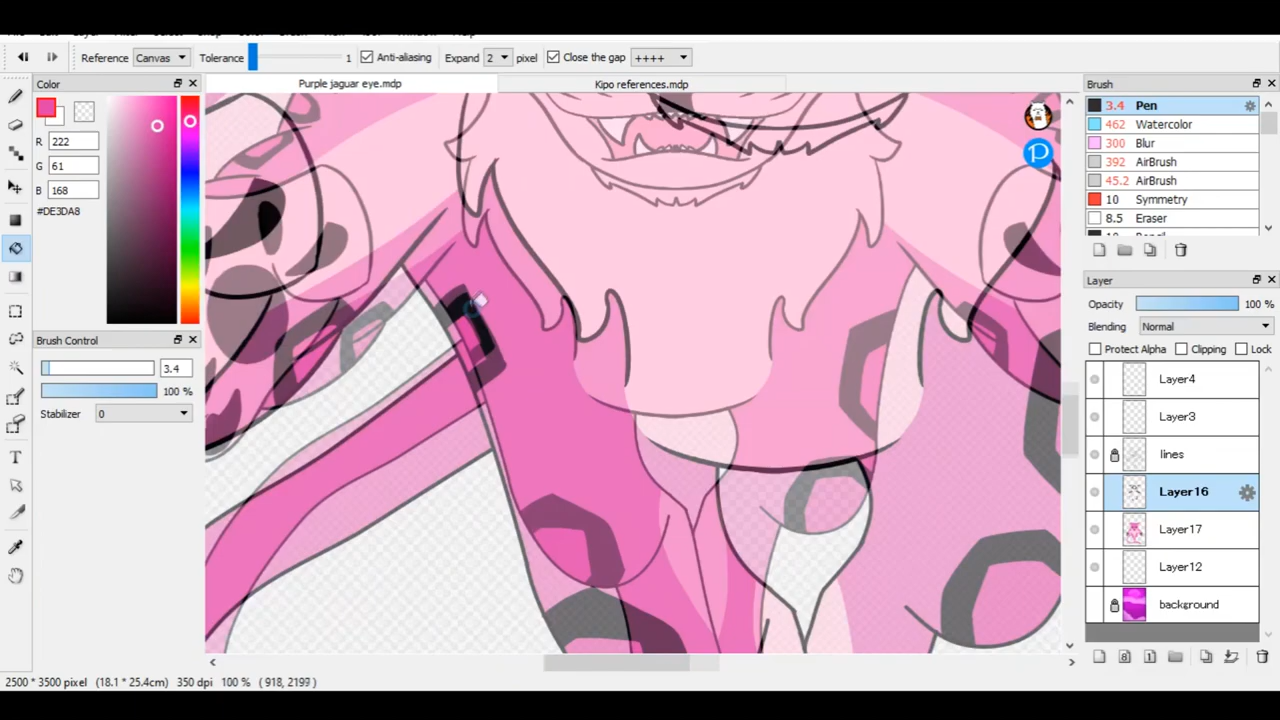 Reference Canvas Tolerance 1 Anti-aliasing Expand 2 pixel Close the gap ++++
Color
Purple jaguar eye.mdp
Kipo references.mdp
Brush
R 222
G 61
B 168
#DE3DA8
3.4 Pen
462 Watercolor
300 Blur
392 AirBrush
45.2 AirBrush
10 Symmetry
8.5 Eraser
Layer
Opacity 100 %
Blending Normal
Protect Alpha Clipping Lock
Brush Control
3.4
100 %
Stabilizer 0
Layer4
Layer3
lines
Layer16
Layer17
Layer12
background
8
1
T
P
2500 * 3500 pixel (18.1 * 25.4cm) 350 dpi 100 % ( 918, 2199 )